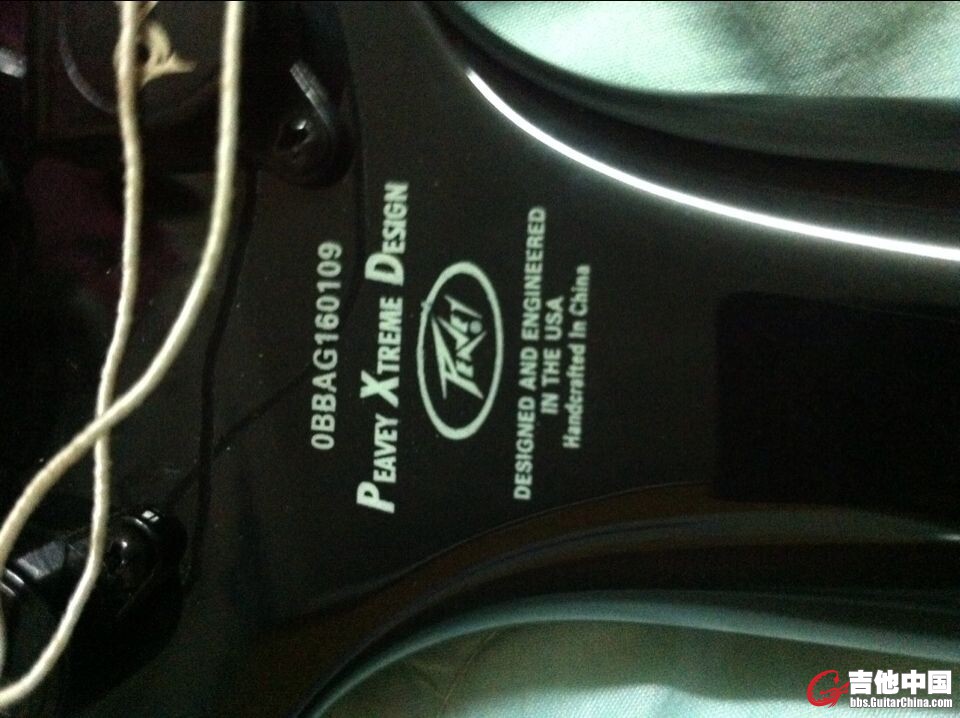 0BBAG160109
PEAVEY XTREME DESIGN
PEAVEY
DESIGNED AND ENGINEERED
IN THE USA
Handcrafted In China
吉他中国
bbs.GuitarChina.com